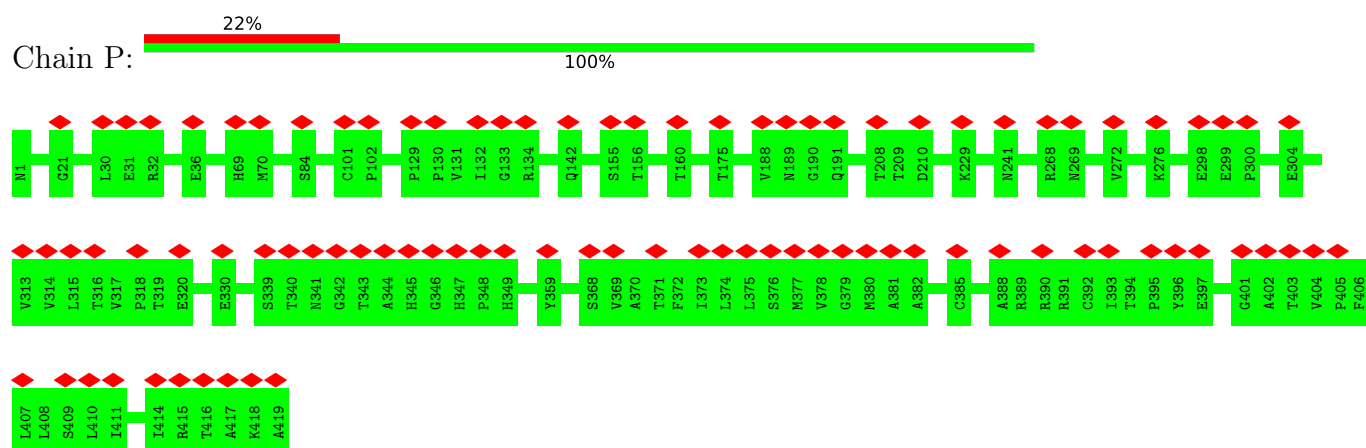 22%
Chain P:
100%
N1 G21 L30 E31 R32 E36 H69 M70 S84 C101 P102 P129 P130 V131 I132 G133 R134 Q142 S155 T156 T160 T175 V188 N189 G190 Q191 T208 T209 D210 K229 N241 R268 N269 V272 K276 E298 E299 P300 E304
V313 V314 L315 T316 V317 P318 T319 E320 E330 S339 T340 N341 G342 T343 A344 H345 G346 H347 P348 H349 Y359 S368 V369 A370 T371 F372 I373 L374 L375 S376 M377 V378 G379 M380 A381 A382 C385 A388 R389 R390 R391 C392 I393 T394 P395 Y396 E397 G401 A402 T403 V404 P405 F406
L407 L408 S409 L410 I411 I414 R415 T416 A417 K418 A419